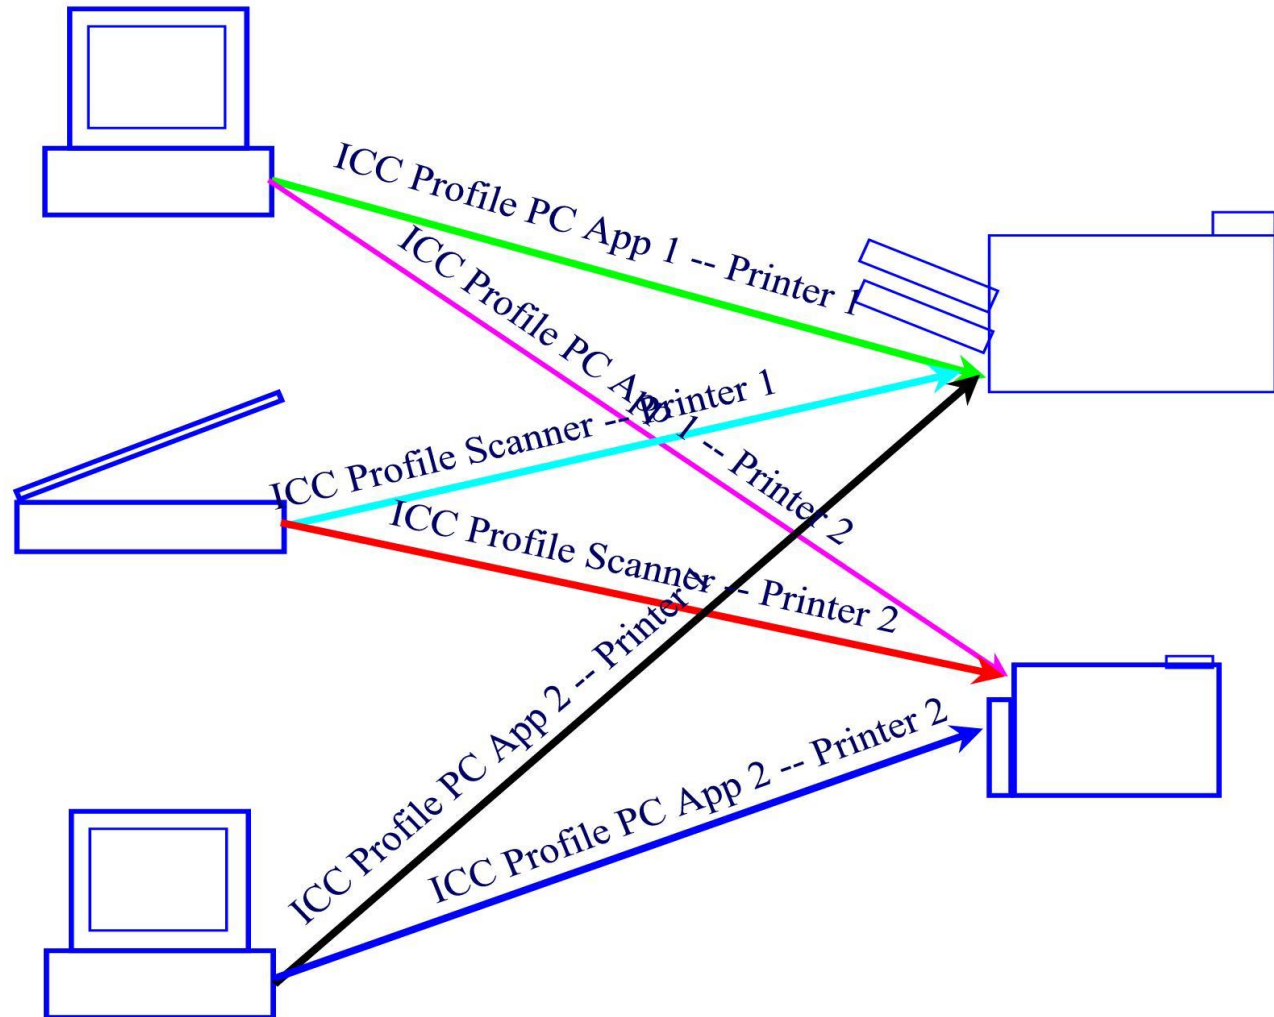 ICC Profile PC App 1 -- Printer 1
ICC Profile PC App 1 -- Printer 2
ICC Profile Scanner -- Printer 1
ICC Profile Scanner -- Printer 2
ICC Profile PC App 2 -- Printer 1
ICC Profile PC App 2 -- Printer 2